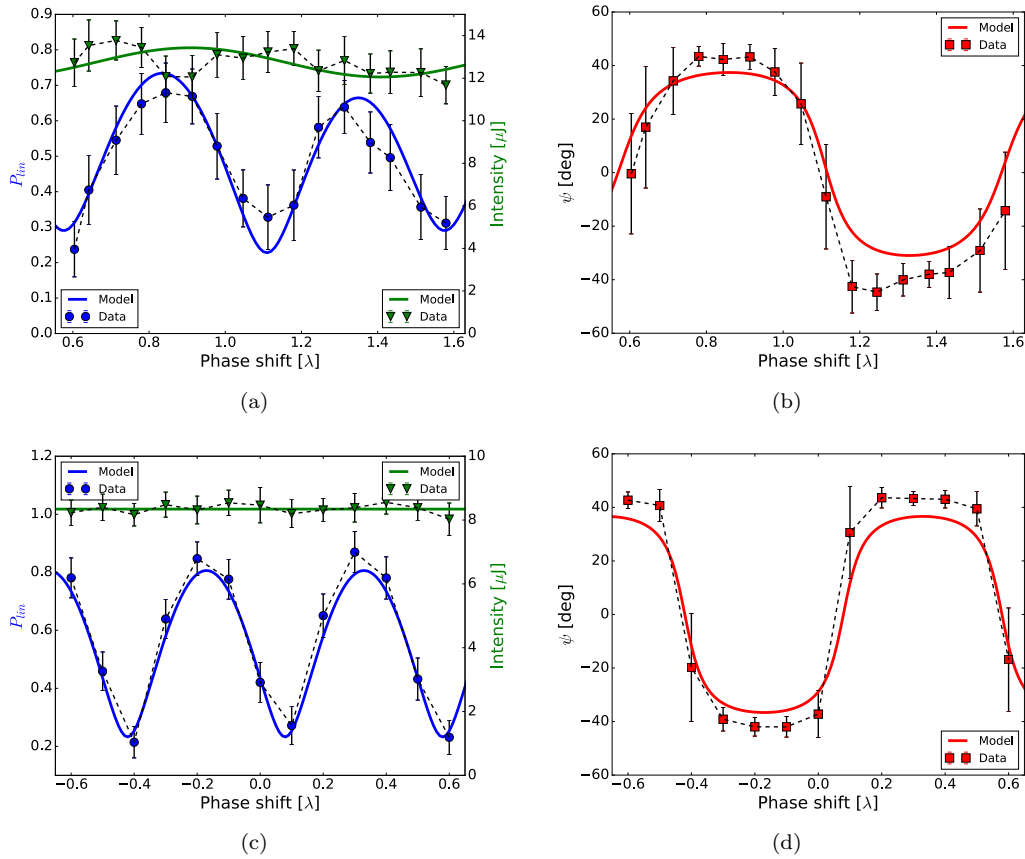 0.9
0.8
0.7
0.6
0.5
0.4
0.3
0.2
0.1
0.0
P_lin
14
12
10
8
6
4
2
0
Intensity [μJ]
Model
Data
Model
Data
0.6 0.8 1.0 1.2 1.4 1.6
Phase shift [λ]
(a)
60
40
20
0
−20
−40
−60
ψ [deg]
Model
Data
0.6 0.8 1.0 1.2 1.4 1.6
Phase shift [λ]
(b)
1.2
1.0
0.8
0.6
0.4
0.2
P_lin
10
8
6
4
2
0
Intensity [μJ]
Model
Data
Model
Data
−0.6 −0.4 −0.2 0.0 0.2 0.4 0.6
Phase shift [λ]
(c)
60
40
20
0
−20
−40
−60
ψ [deg]
Model
Data
−0.6 −0.4 −0.2 0.0 0.2 0.4 0.6
Phase shift [λ]
(d)